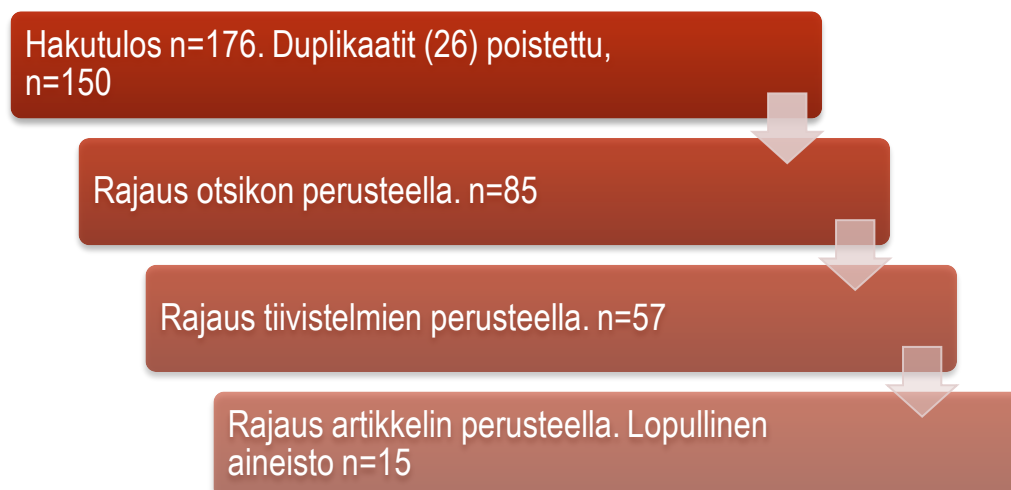 Hakutulos n=176. Duplikaatit (26) poistettu,
n=150
Rajaus otsikon perusteella. n=85
Rajaus tiivistelmien perusteella. n=57
Rajaus artikkelin perusteella. Lopullinen
aineisto n=15